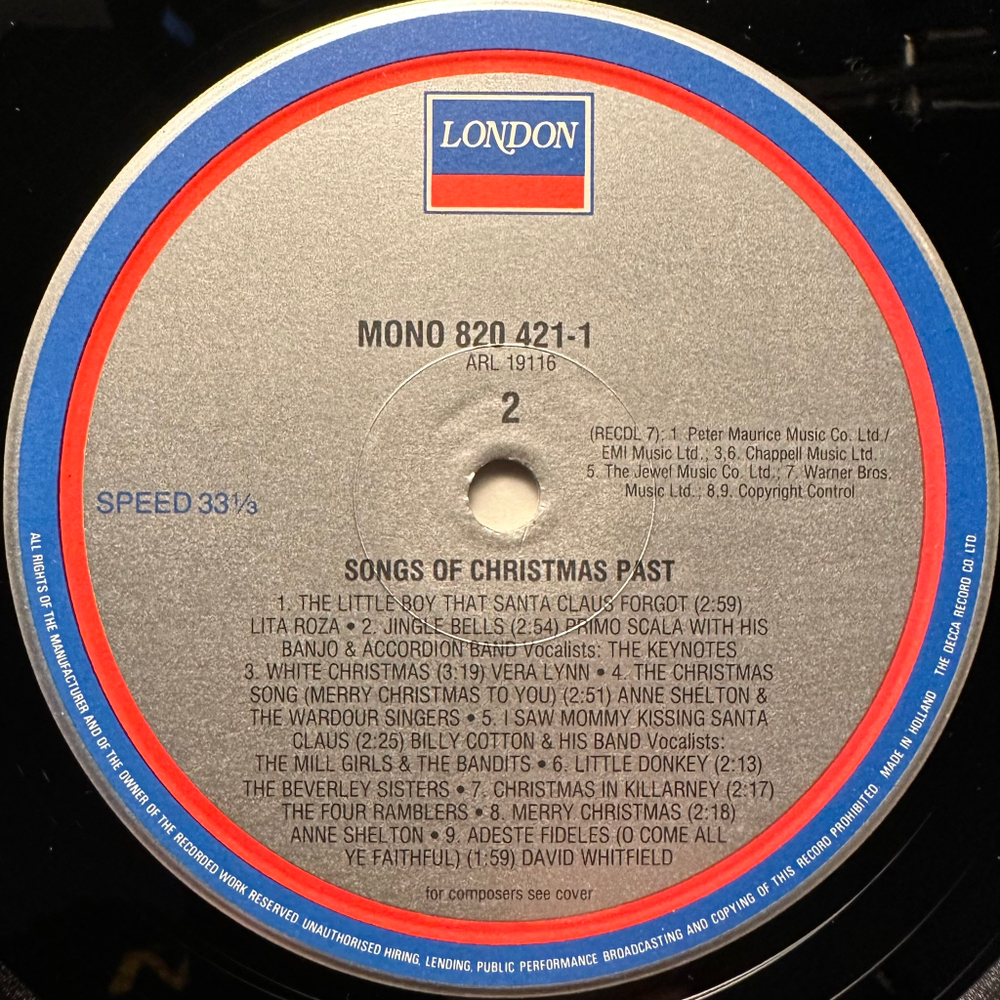 LONDON
MONO 820 421-1
ARL 19116
2
(RECDL 7); 1. Peter Maurice Music Co. Ltd./
EMI Music Ltd.; 3,6. Chappell Music Ltd.
5. The Jewel Music Co. Ltd.; 7. Warner Bros.
Music Ltd.; 8,9. Copyright Control
SPEED 33⅓
SONGS OF CHRISTMAS PAST
1. THE LITTLE BOY THAT SANTA CLAUS FORGOT (2:59)
LITA ROZA • 2. JINGLE BELLS (2:54) PRIMO SCALA WITH HIS
BANJO & ACCORDION BAND Vocalists: THE KEYNOTES
3. WHITE CHRISTMAS (3:19) VERA LYNN • 4. THE CHRISTMAS
SONG (MERRY CHRISTMAS TO YOU) (2:51) ANNE SHELTON &
THE WARDOUR SINGERS • 5. I SAW MOMMY KISSING SANTA
CLAUS (2:25) BILLY COTTON & HIS BAND Vocalists:
THE MILL GIRLS & THE BANDITS • 6. LITTLE DONKEY (2:13)
THE BEVERLEY SISTERS • 7. CHRISTMAS IN KILLARNEY (2:17)
THE FOUR RAMBLERS • 8. MERRY CHRISTMAS (2:18)
ANNE SHELTON • 9. ADESTE FIDELES (O COME ALL
YE FAITHFUL) (1:59) DAVID WHITFIELD
for composers see cover
ALL RIGHTS OF THE MANUFACTURER AND OF THE OWNER OF THE RECORDED WORK RESERVED. UNAUTHORISED HIRING, LENDING, PUBLIC PERFORMANCE BROADCASTING AND COPYING OF THIS RECORD PROHIBITED. MADE IN HOLLAND THE DECCA RECORD CO LTD.